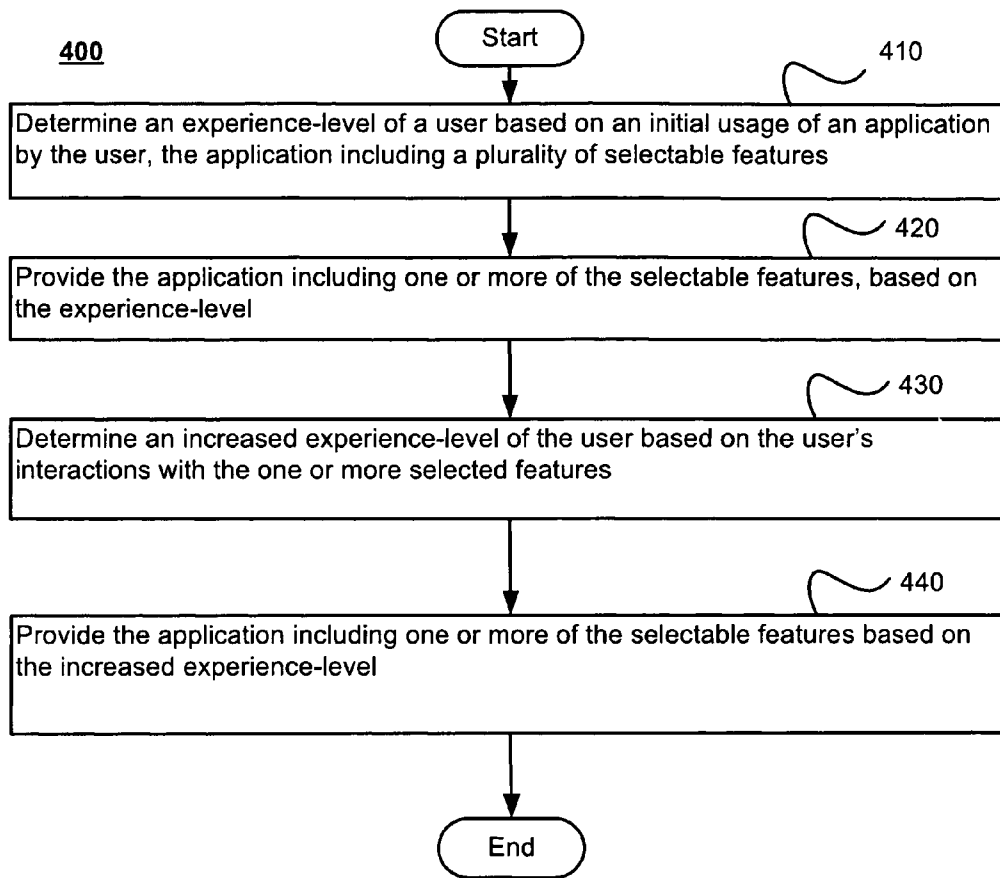 400
Start
410
Determine an experience-level of a user based on an initial usage of an application
by the user, the application including a plurality of selectable features
420
Provide the application including one or more of the selectable features, based on
the experience-level
430
Determine an increased experience-level of the user based on the user's
interactions with the one or more selected features
440
Provide the application including one or more of the selectable features based on
the increased experience-level
End